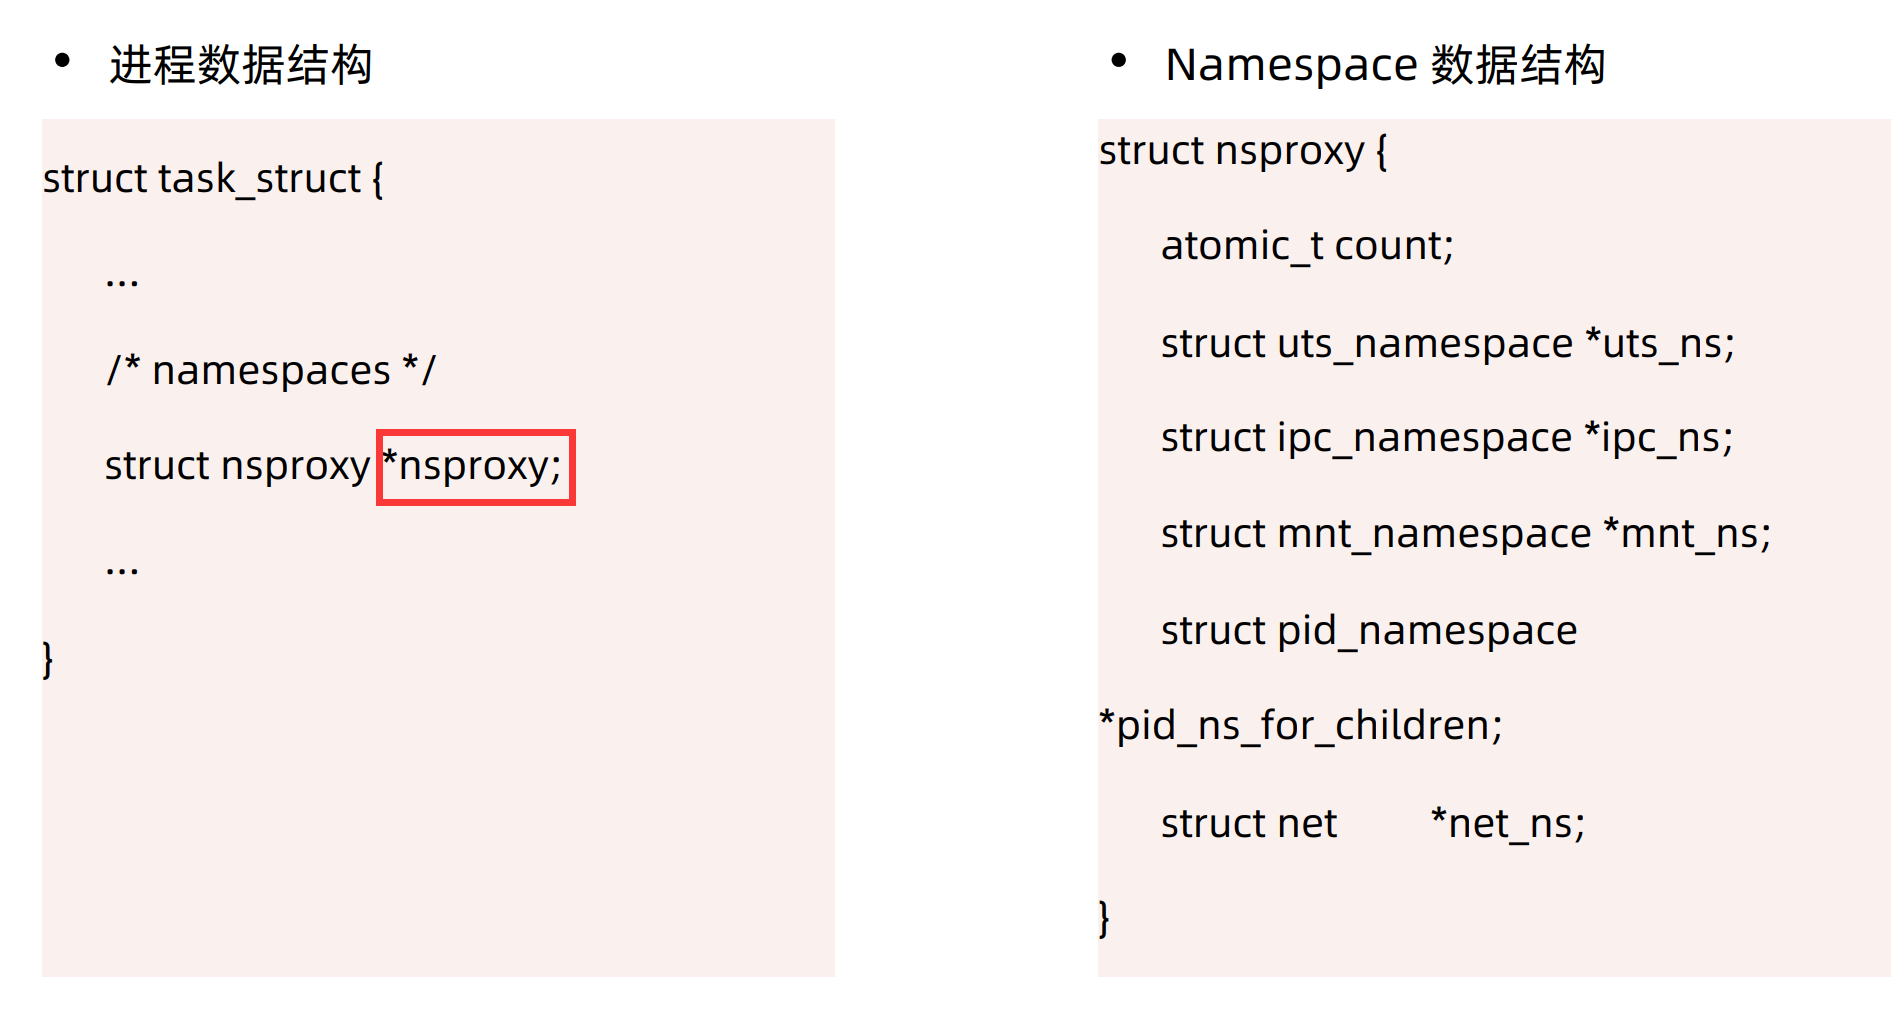 • 进程数据结构
struct task_struct {
...
/* namespaces */
struct nsproxy *nsproxy;
...
}
• Namespace 数据结构
struct nsproxy {
atomic_t count;
struct uts_namespace *uts_ns;
struct ipc_namespace *ipc_ns;
struct mnt_namespace *mnt_ns;
struct pid_namespace
*pid_ns_for_children;
struct net *net_ns;
}